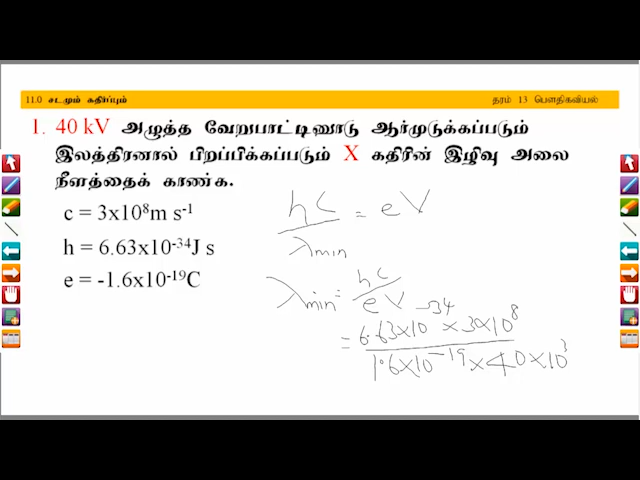 11.0 சடமும் கதிர்ப்பும்
தரம் 13 பௌதிகவியல்
1. 40 kV அழுத்த வேறுபாட்டினூடு ஆர்முடுக்கப்படும்
இலத்திரனால் பிறப்பிக்கப்படும் X கதிரின் இழிவு அலை
நீளத்தைக் காண்க.
c = 3x10⁸m s⁻¹
h = 6.63x10⁻³⁴J s
e = -1.6x10⁻¹⁹C
hc / λmin = eV
λmin = hc / eV
= 6.63x10⁻³⁴ x 3x10⁸ / 1.6x10⁻¹⁹ x 40x10³